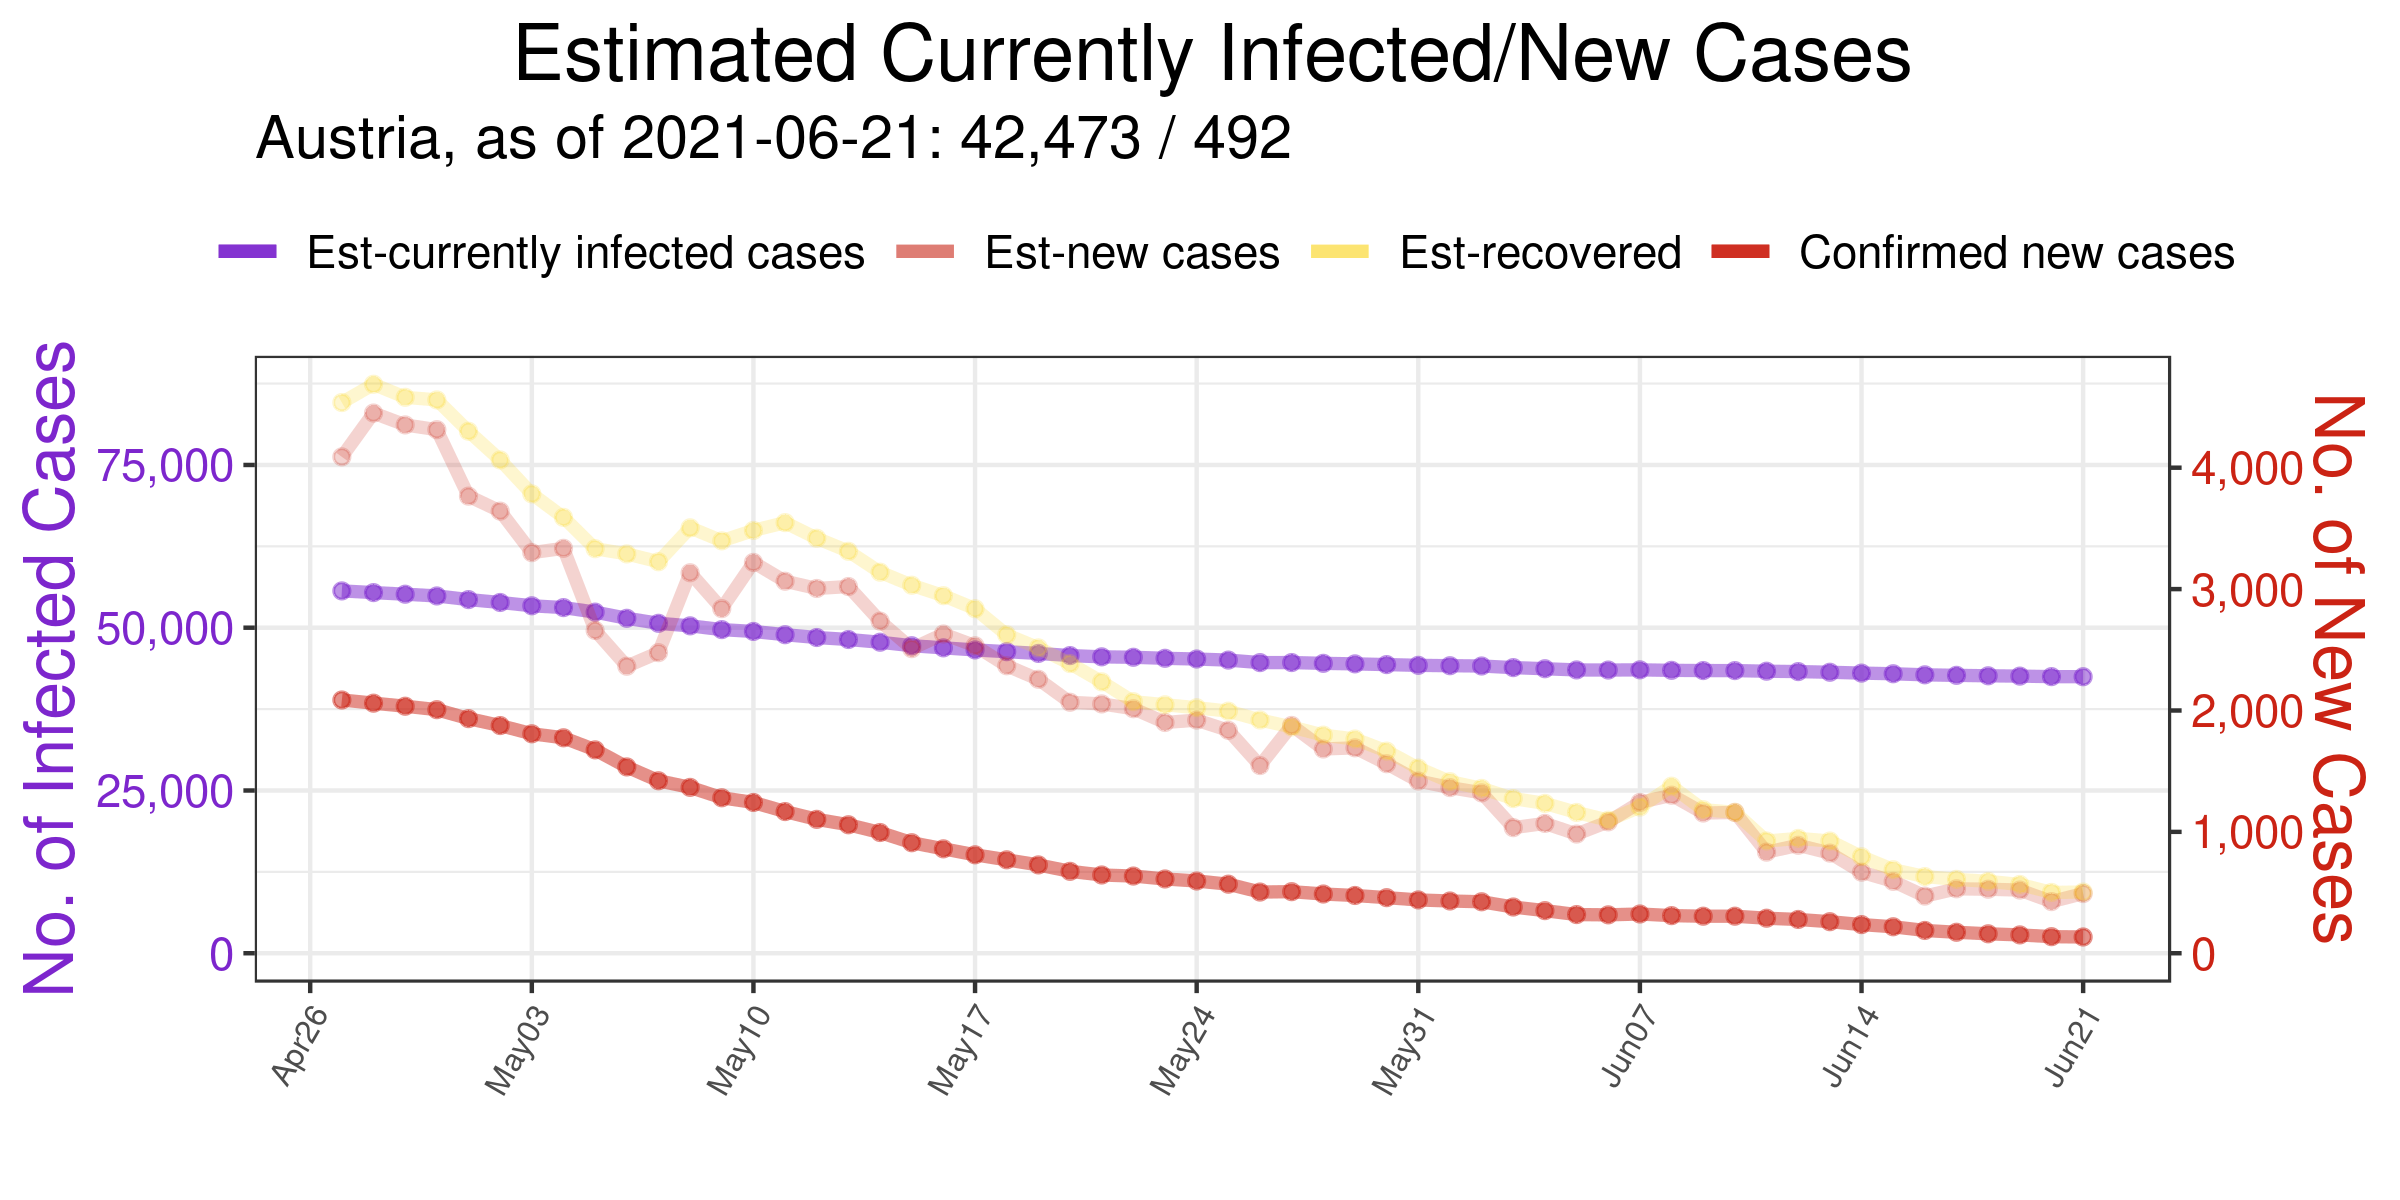 Estimated Currently Infected/New Cases
Austria, as of 2021-06-21: 42,473 / 492
Est-currently infected cases
Est-new cases
Est-recovered
Confirmed new cases
No. of Infected Cases
75,000
50,000
25,000
0
4,000
3,000
2,000
1,000
0
No. of New Cases
Apr26
May03
May10
May17
May24
May31
Jun07
Jun14
Jun21